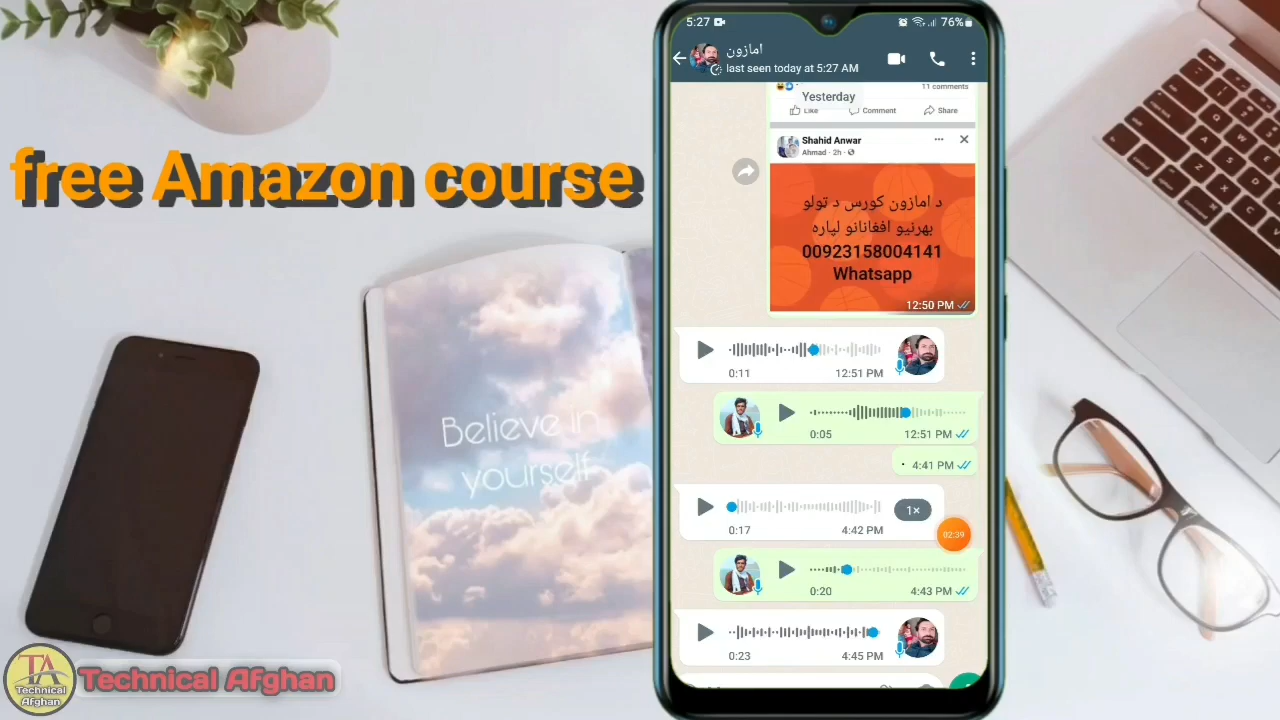 free Amazon course
Believe in
yourself
TA
Technical
Afghan
Technical Afghan
5:27
76%
امازون
last seen today at 5:27 AM
11 comments
Yesterday
Like Comment Share
Shahid Anwar
Ahmad · 2h ·
د امازون کورس د تولو
بهرنیو افغانانو لپاره
00923158004141
Whatsapp
12:50 PM
0:11 12:51 PM
0:05 12:51 PM
. 4:41 PM
1×
0:17 4:42 PM
02:39
0:20 4:43 PM
0:23 4:45 PM